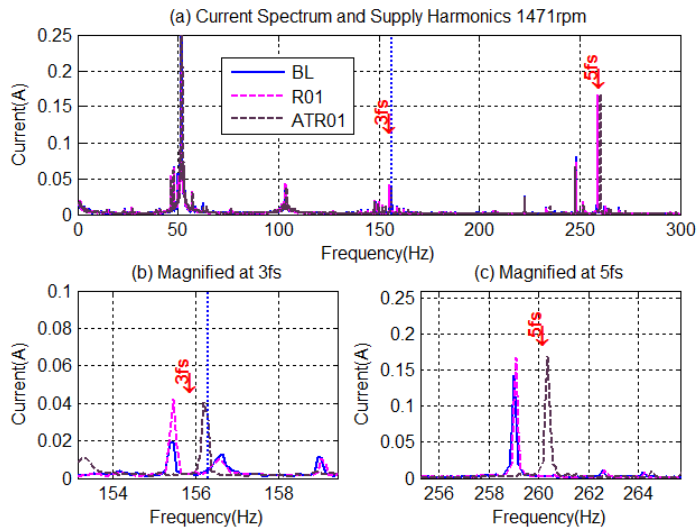 (a) Current Spectrum and Supply Harmonics 1471rpm
Current(A)
0.25
0.2
0.15
0.1
0.05
0
BL
R01
ATR01
3fs
5fs
0 50 100 150 200 250 300
Frequency(Hz)
(b) Magnified at 3fs
Current(A)
0.1
0.08
0.06
0.04
0.02
0
3fs
154 156 158
Frequency(Hz)
(c) Magnified at 5fs
Current(A)
0.25
0.2
0.15
0.1
0.05
0
5fs
256 258 260 262 264
Frequency(Hz)